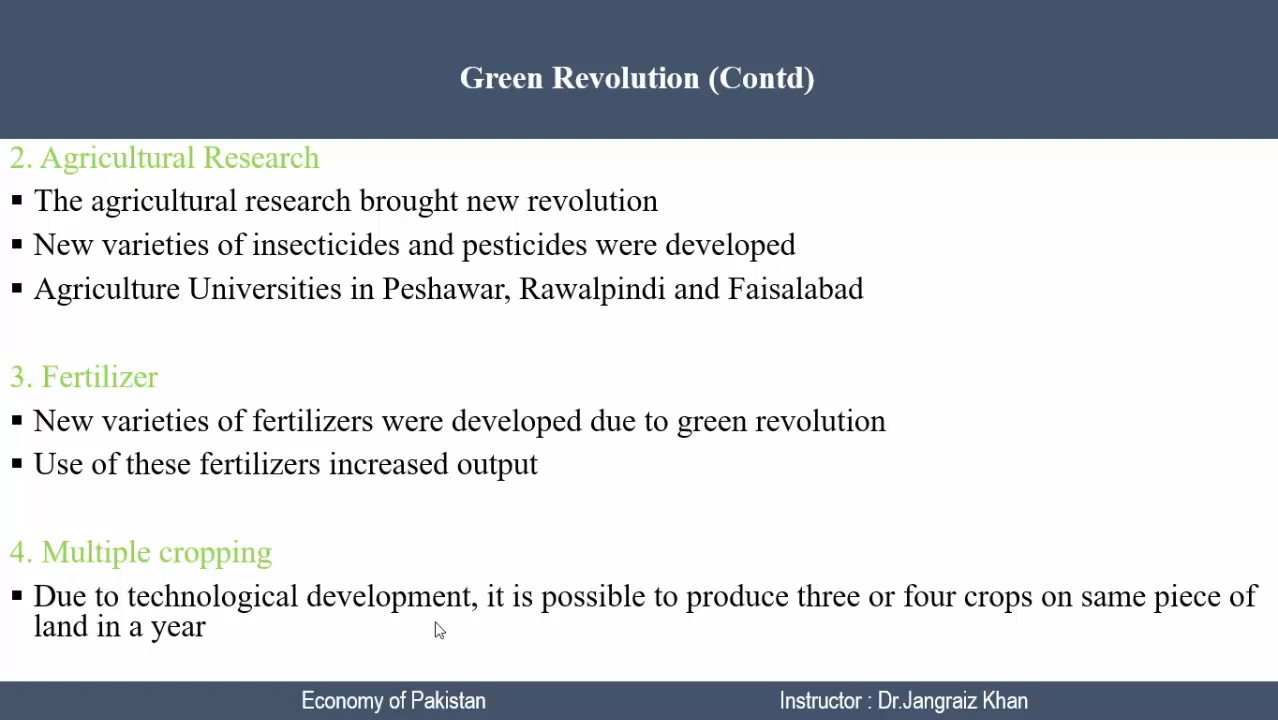 Green Revolution (Contd)
2. Agricultural Research
▪ The agricultural research brought new revolution
▪ New varieties of insecticides and pesticides were developed
▪ Agriculture Universities in Peshawar, Rawalpindi and Faisalabad
3. Fertilizer
▪ New varieties of fertilizers were developed due to green revolution
▪ Use of these fertilizers increased output
4. Multiple cropping
▪ Due to technological development, it is possible to produce three or four crops on same piece of
land in a year
Economy of Pakistan
Instructor : Dr.Jangraiz Khan